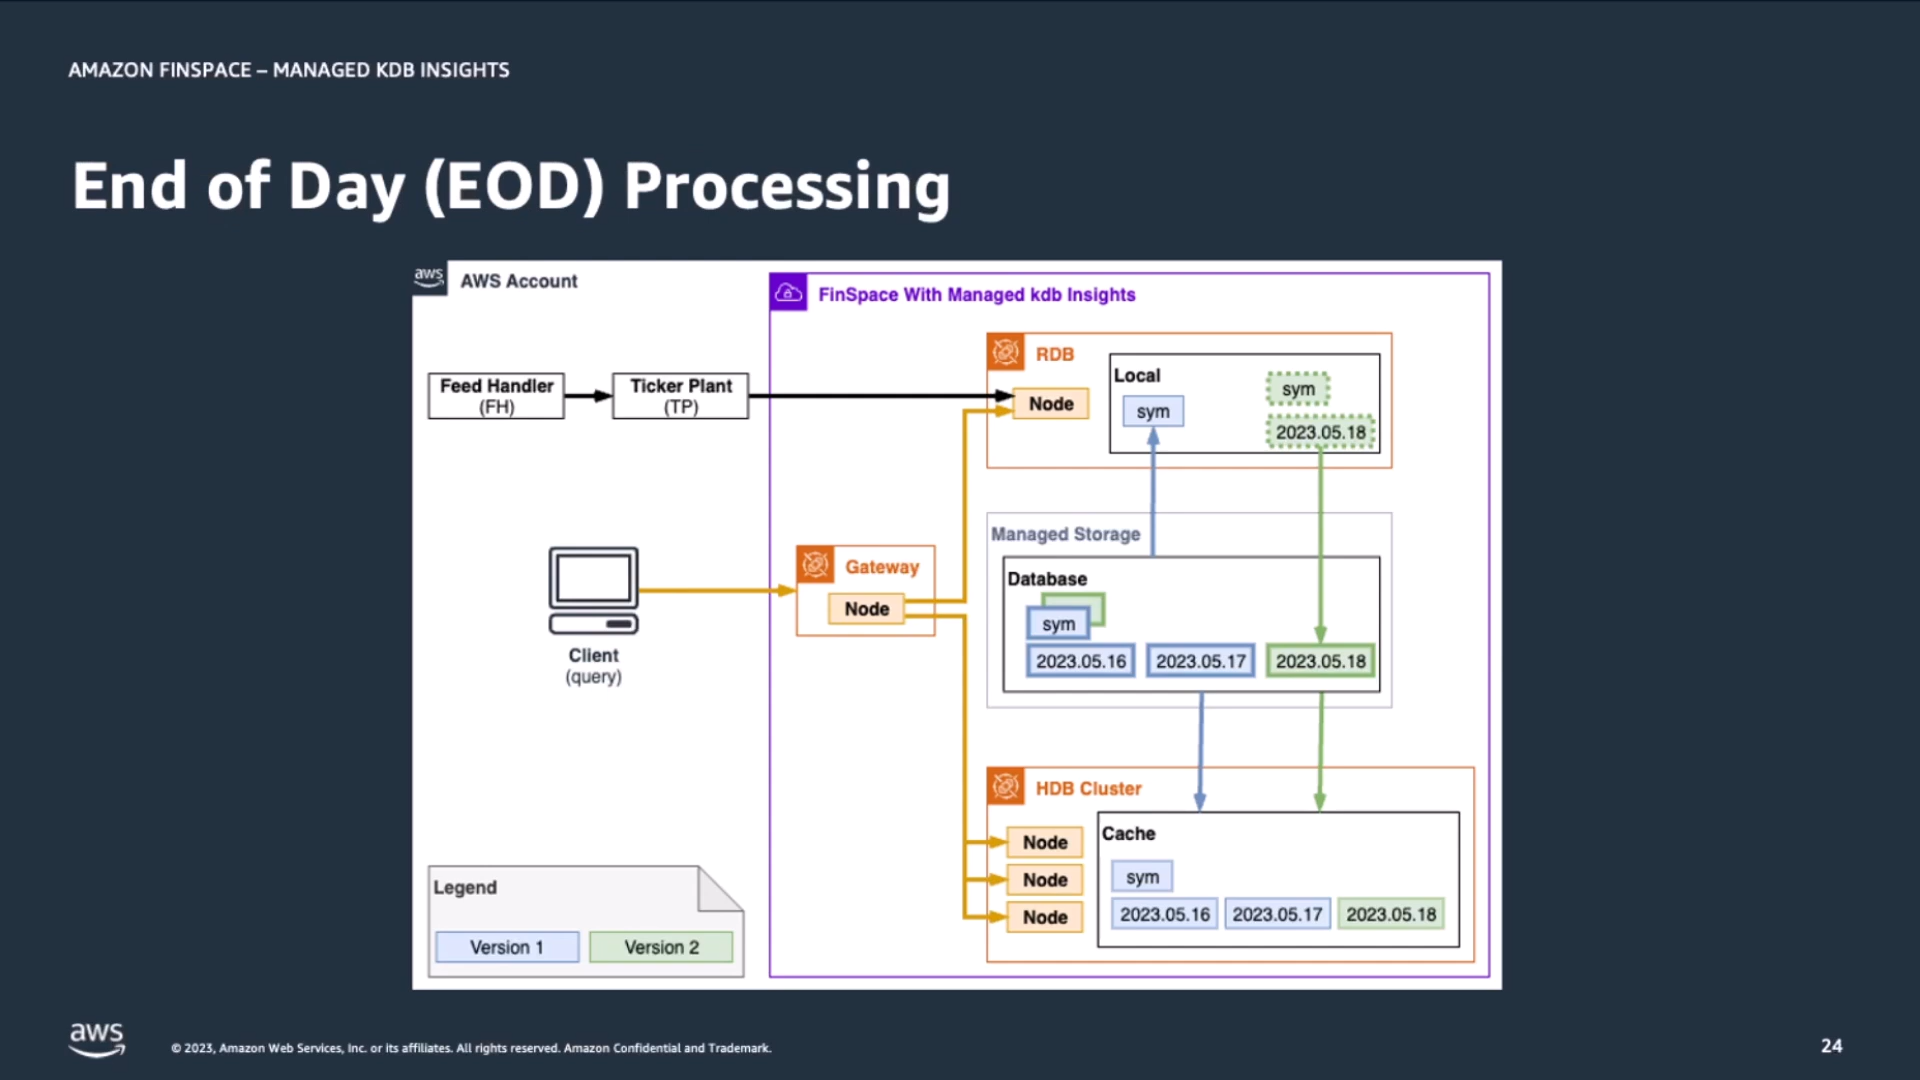 AMAZON FINSPACE – MANAGED KDB INSIGHTS
End of Day (EOD) Processing
aws
AWS Account
FinSpace With Managed kdb Insights
Feed Handler
(FH)
Ticker Plant
(TP)
RDB
Node
Local
sym
sym
2023.05.18
Client
(query)
Gateway
Node
Managed Storage
Database
sym
2023.05.16
2023.05.17
2023.05.18
HDB Cluster
Node
Node
Node
Cache
sym
2023.05.16
2023.05.17
2023.05.18
Legend
Version 1
Version 2
aws
© 2023, Amazon Web Services, Inc. or its affiliates. All rights reserved. Amazon Confidential and Trademark.
24